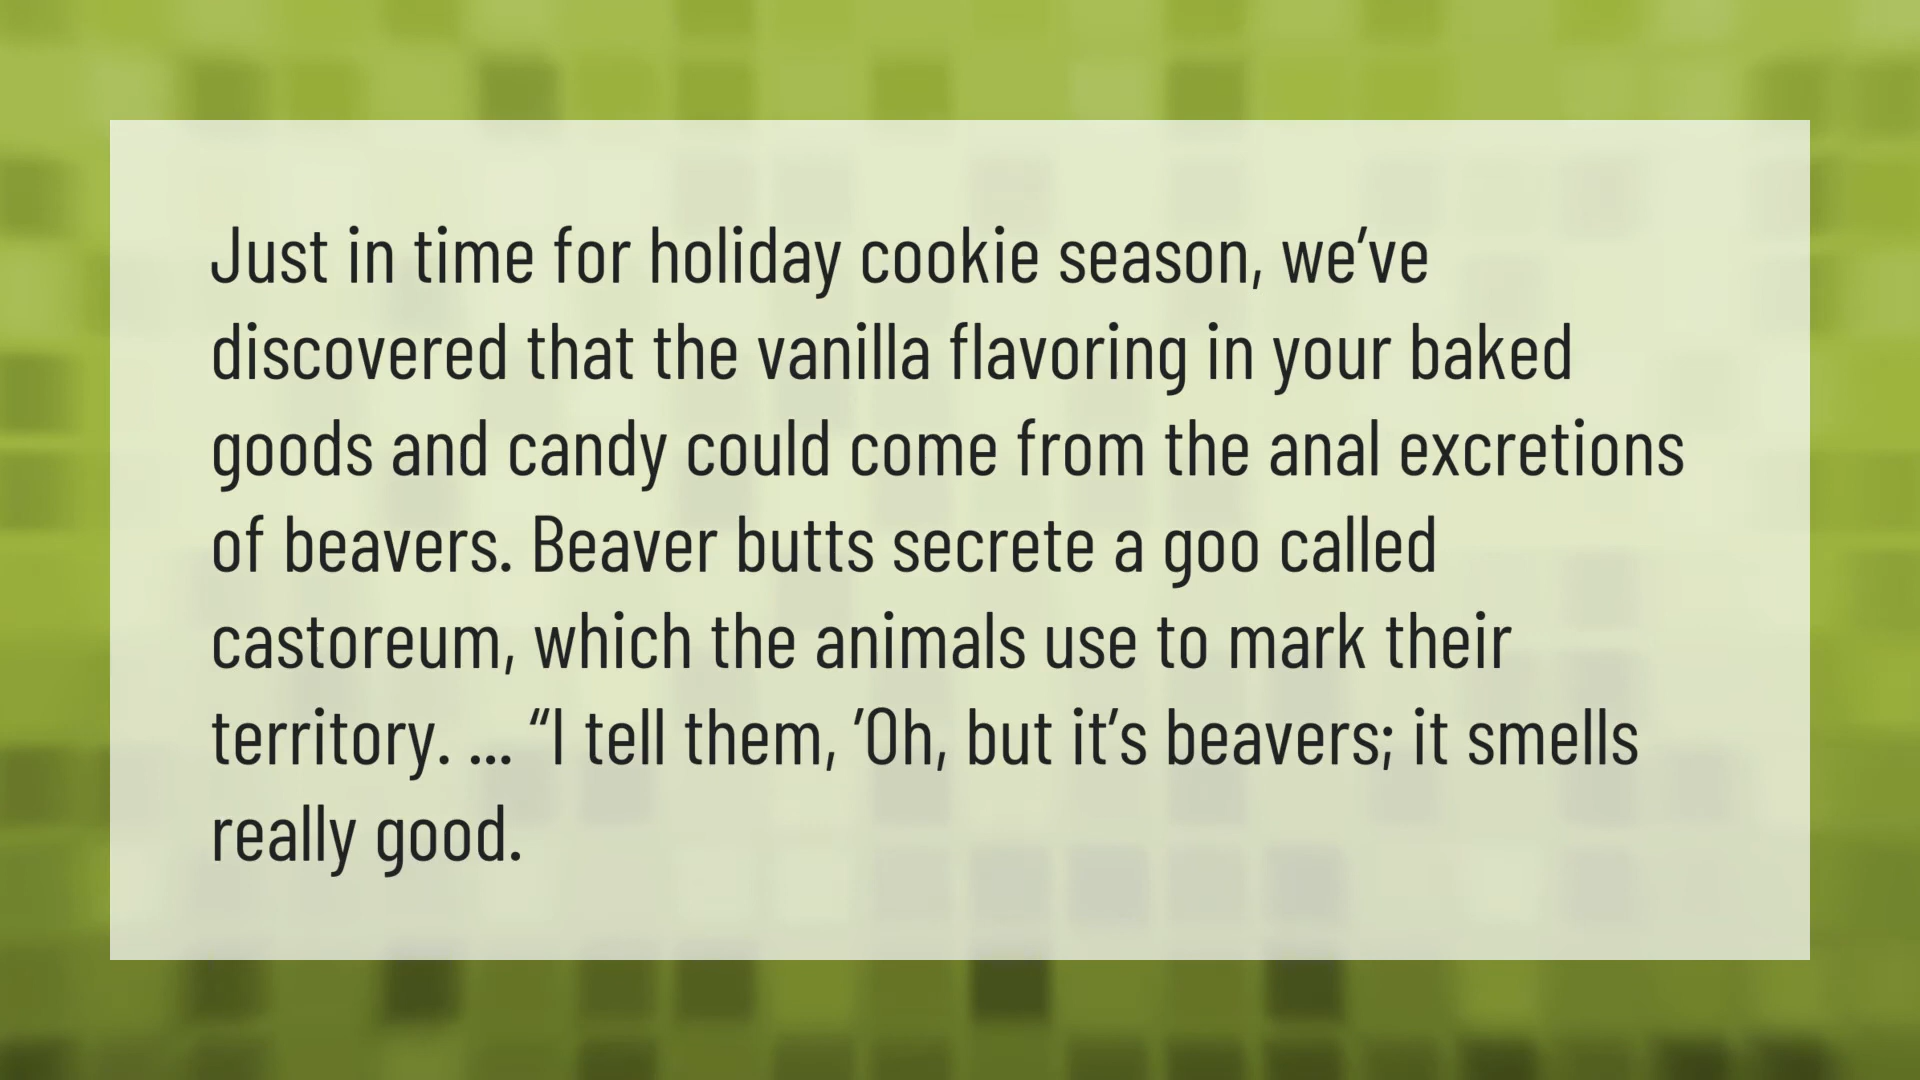 Just in time for holiday cookie season, we’ve
discovered that the vanilla flavoring in your baked
goods and candy could come from the anal excretions
of beavers. Beaver butts secrete a goo called
castoreum, which the animals use to mark their
territory. ... “I tell them, ’Oh, but it’s beavers; it smells
really good.